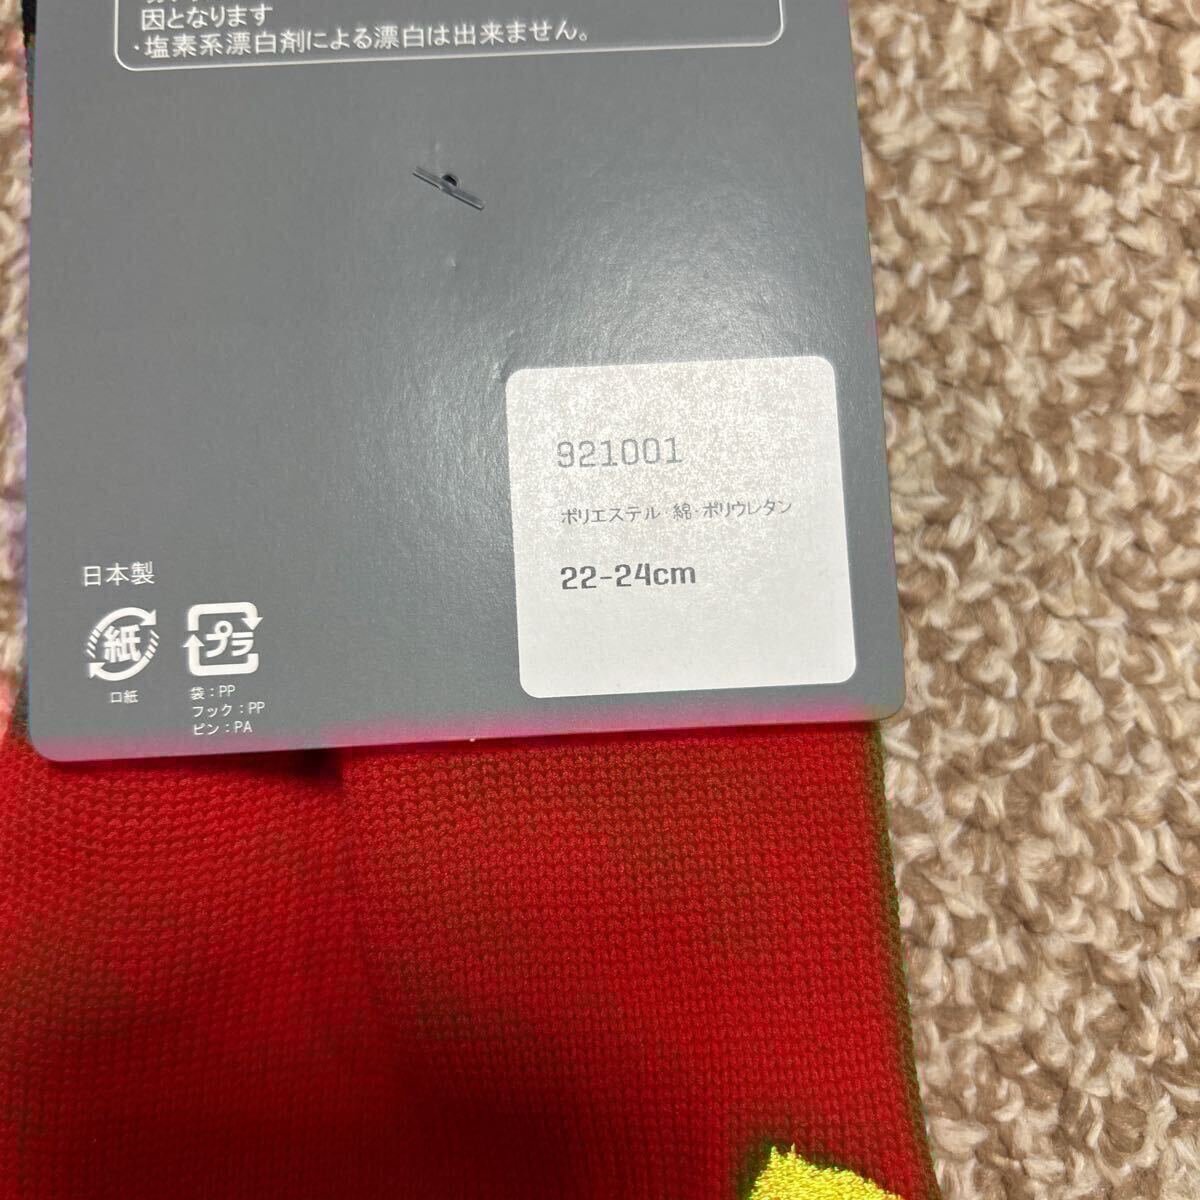 因となります
・塩素系漂白剤による漂白は出来ません。
921001
ポリエステル・綿・ポリウレタン
22-24cm
日本製
紙
プラ
口紙
袋：PP
フック：PP
ピン：PA